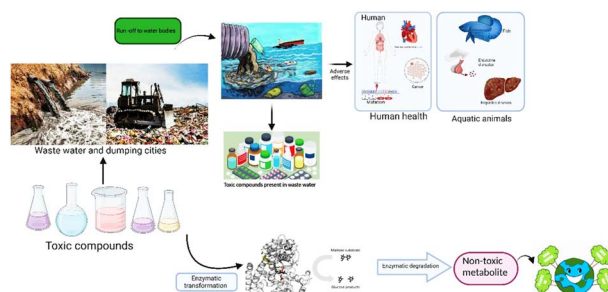 Run-off to water bodies
Human
Fish
Adverse
effects
Cancer
Mutation
Human health
Aquatic animals
Waste water and dumping cities
Toxic compounds present in waste water
Toxic compounds
Enzymatic
transformation
Enzymatic degradation
Non-toxic
metabolite